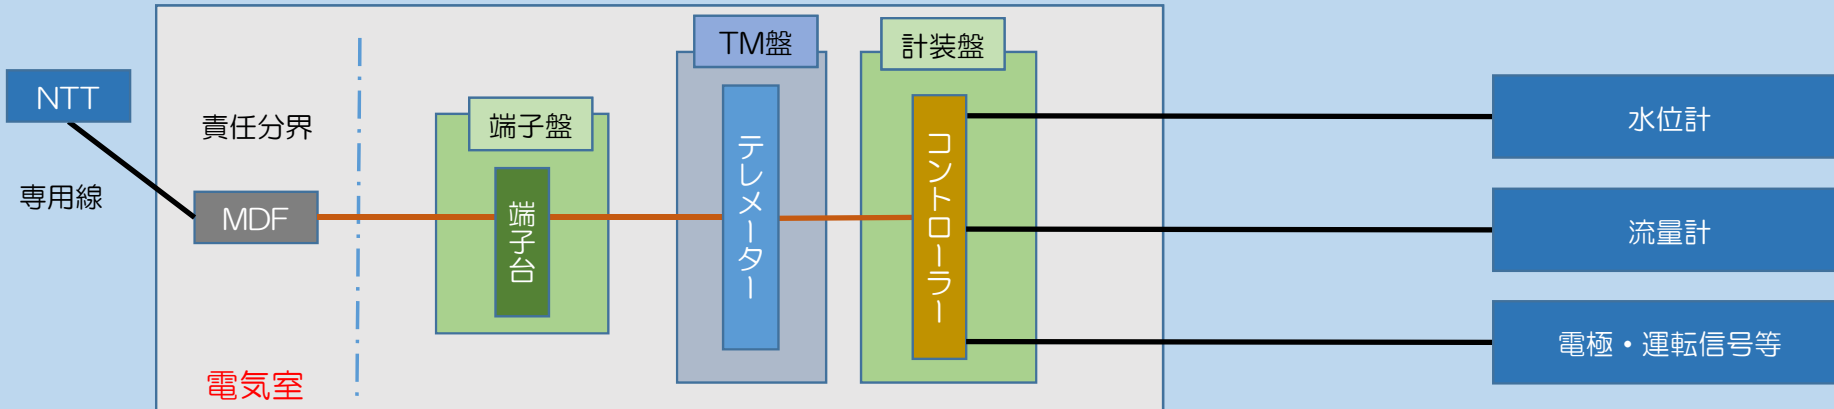 NTT
専用線
責任分界
MDF
電気室
端子盤
端子台
TM盤
テレメーター
計装盤
コントローラー
水位計
流量計
電極・運転信号等